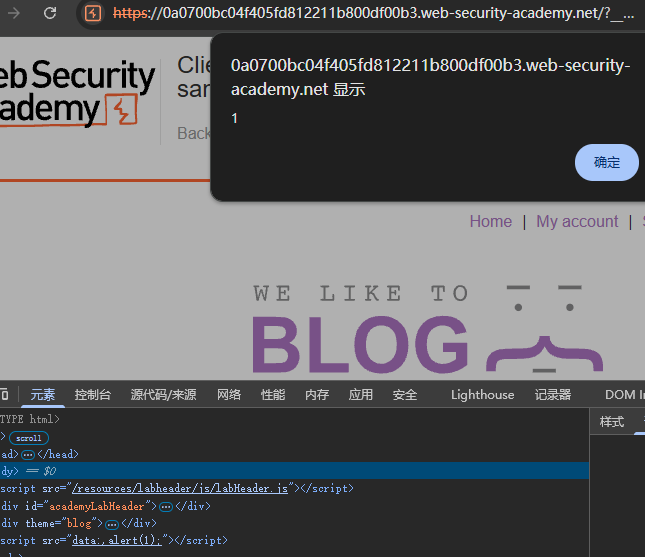 https://0a0700bc04f405fd812211b800df00b3.web-security-academy.net/?__...
0a0700bc04f405fd812211b800df00b3.web-security-
academy.net 显示
1
确定
eb Security
ademy
Clie
san
Back
Home | My account |
WE LIKE TO
BLOG
元素 控制台 源代码/来源 网络 性能 内存 应用 安全 Lighthouse 记录器 DOM In
TYPE html>
> scroll
ad> ⋯ </head>
dy> == $0
script src="/resources/labheader/js/labHeader.js"></script>
div id="academyLabHeader"> ⋯ </div>
div theme="blog"> ⋯ </div>
script src="data:,alert(1);"></script>
样式